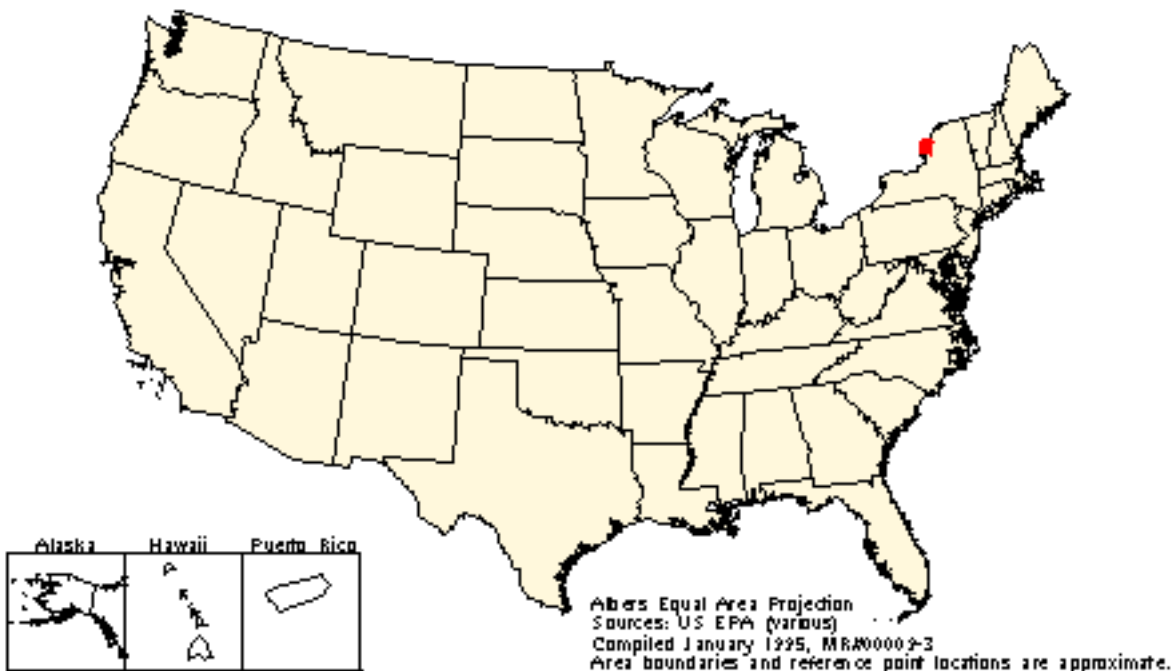 Alaska Hawaii Puerto Rico
Albers Equal Area Projection
Sources: US EPA (various)
Compiled January 1995, MR#00009-3
Area boundaries and reference point locations are approximate.